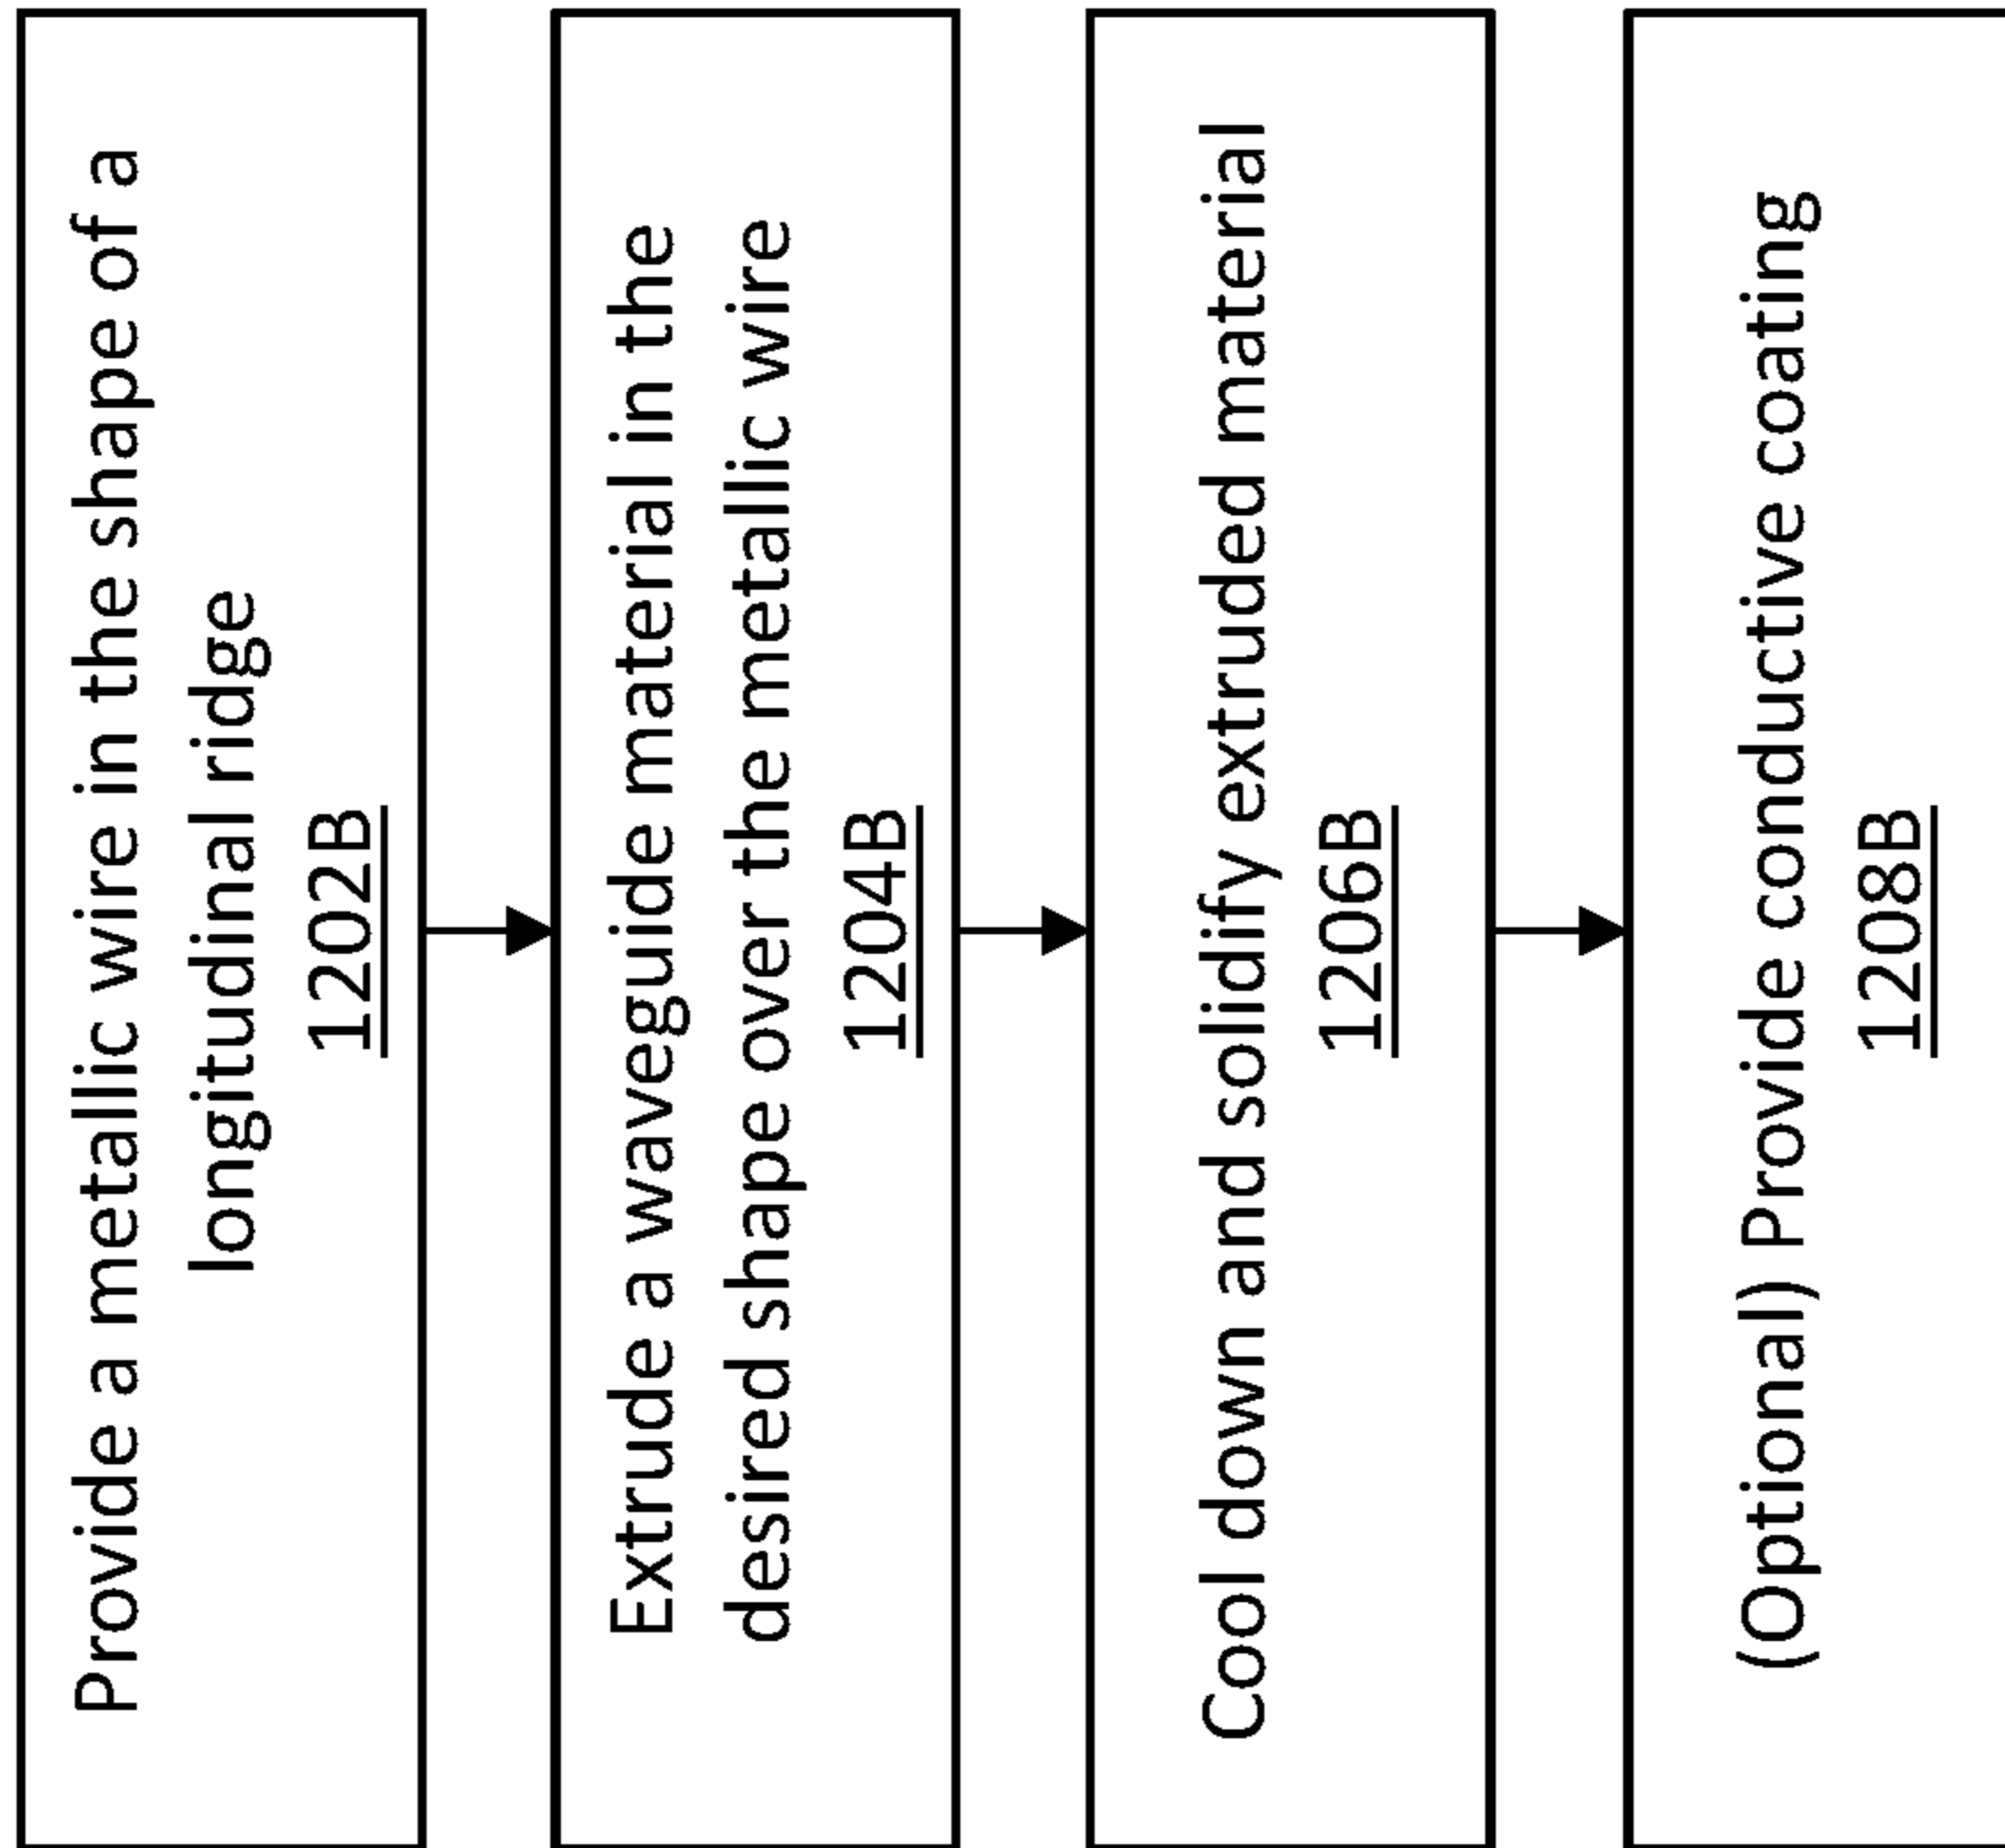 Provide a metallic wire in the shape of a
longitudinal ridge
1202B
Extrude a waveguide material in the
desired shape over the metallic wire
1204B
Cool down and solidify extruded material
1206B
(Optional) Provide conductive coating
1208B